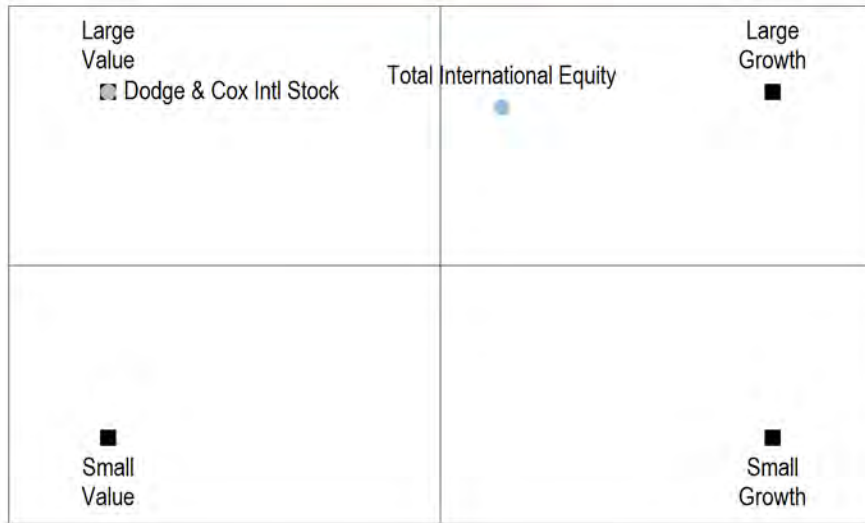 Large
Value
Large
Growth
Total International Equity
Dodge & Cox Intl Stock
Small
Value
Small
Growth